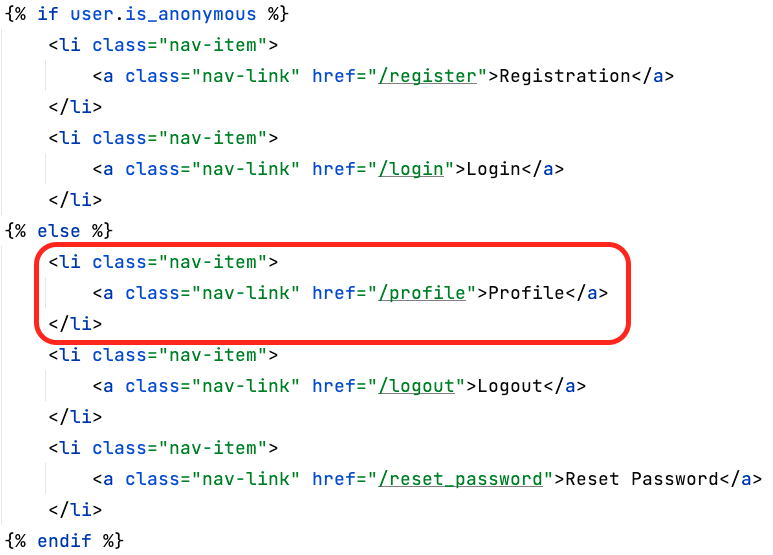 {% if user.is_anonymous %}
    <li class="nav-item">
        <a class="nav-link" href="/register">Registration</a>
    </li>
    <li class="nav-item">
        <a class="nav-link" href="/login">Login</a>
    </li>
{% else %}
    <li class="nav-item">
        <a class="nav-link" href="/profile">Profile</a>
    </li>
    <li class="nav-item">
        <a class="nav-link" href="/logout">Logout</a>
    </li>
    <li class="nav-item">
        <a class="nav-link" href="/reset_password">Reset Password</a>
    </li>
{% endif %}